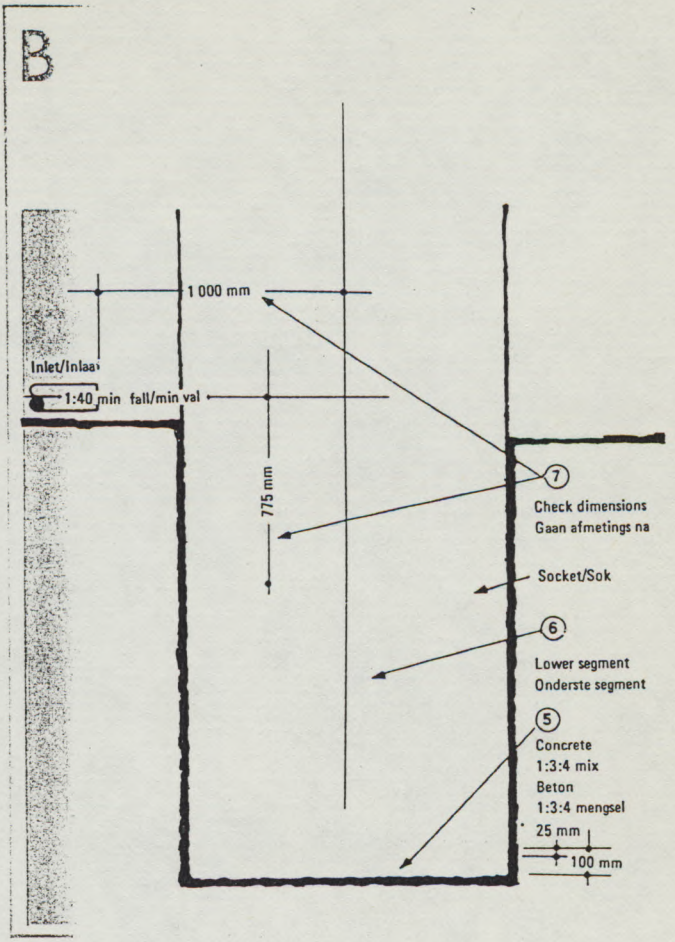 B
1 000 mm
Inlet/Inlaa
1:40 min fall/min val
775 mm
7
Check dimensions
Gaan afmetings na
Socket/Sok
6
Lower segment
Onderste segment
5
Concrete
1:3:4 mix
Beton
1:3:4 mengsel
25 mm
100 mm